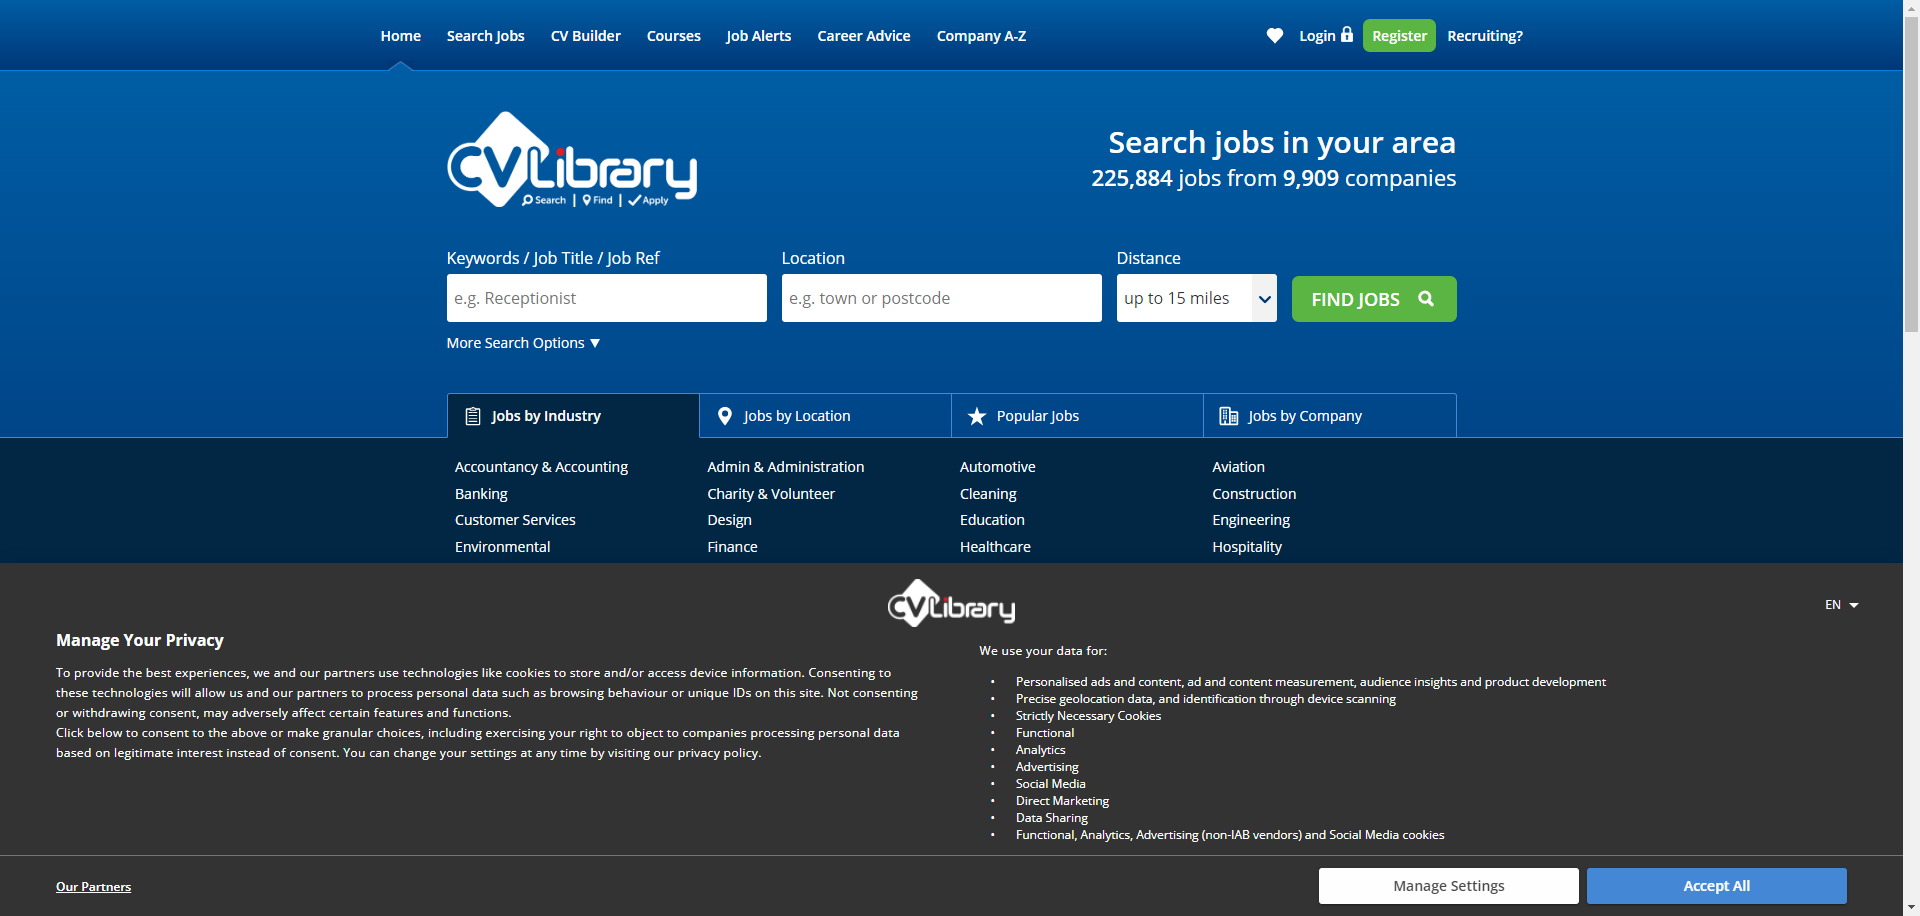 Home Search Jobs CV Builder Courses Job Alerts Career Advice Company A-Z Login Register Recruiting?
CV Library
Search | Find | Apply
Search jobs in your area
225,884 jobs from 9,909 companies
Keywords / Job Title / Job Ref Location Distance
e.g. Receptionist e.g. town or postcode up to 15 miles FIND JOBS
More Search Options ▼
Jobs by Industry Jobs by Location Popular Jobs Jobs by Company
Accountancy & Accounting Admin & Administration Automotive Aviation
Banking Charity & Volunteer Cleaning Construction
Customer Services Design Education Engineering
Environmental Finance Healthcare Hospitality
CV Library
EN
Manage Your Privacy
To provide the best experiences, we and our partners use technologies like cookies to store and/or access device information. Consenting to
these technologies will allow us and our partners to process personal data such as browsing behaviour or unique IDs on this site. Not consenting
or withdrawing consent, may adversely affect certain features and functions.
Click below to consent to the above or make granular choices, including exercising your right to object to companies processing personal data
based on legitimate interest instead of consent. You can change your settings at any time by visiting our privacy policy.
We use your data for:
• Personalised ads and content, ad and content measurement, audience insights and product development
• Precise geolocation data, and identification through device scanning
• Strictly Necessary Cookies
• Functional
• Analytics
• Advertising
• Social Media
• Direct Marketing
• Data Sharing
• Functional, Analytics, Advertising (non-IAB vendors) and Social Media cookies
Our Partners Manage Settings Accept All